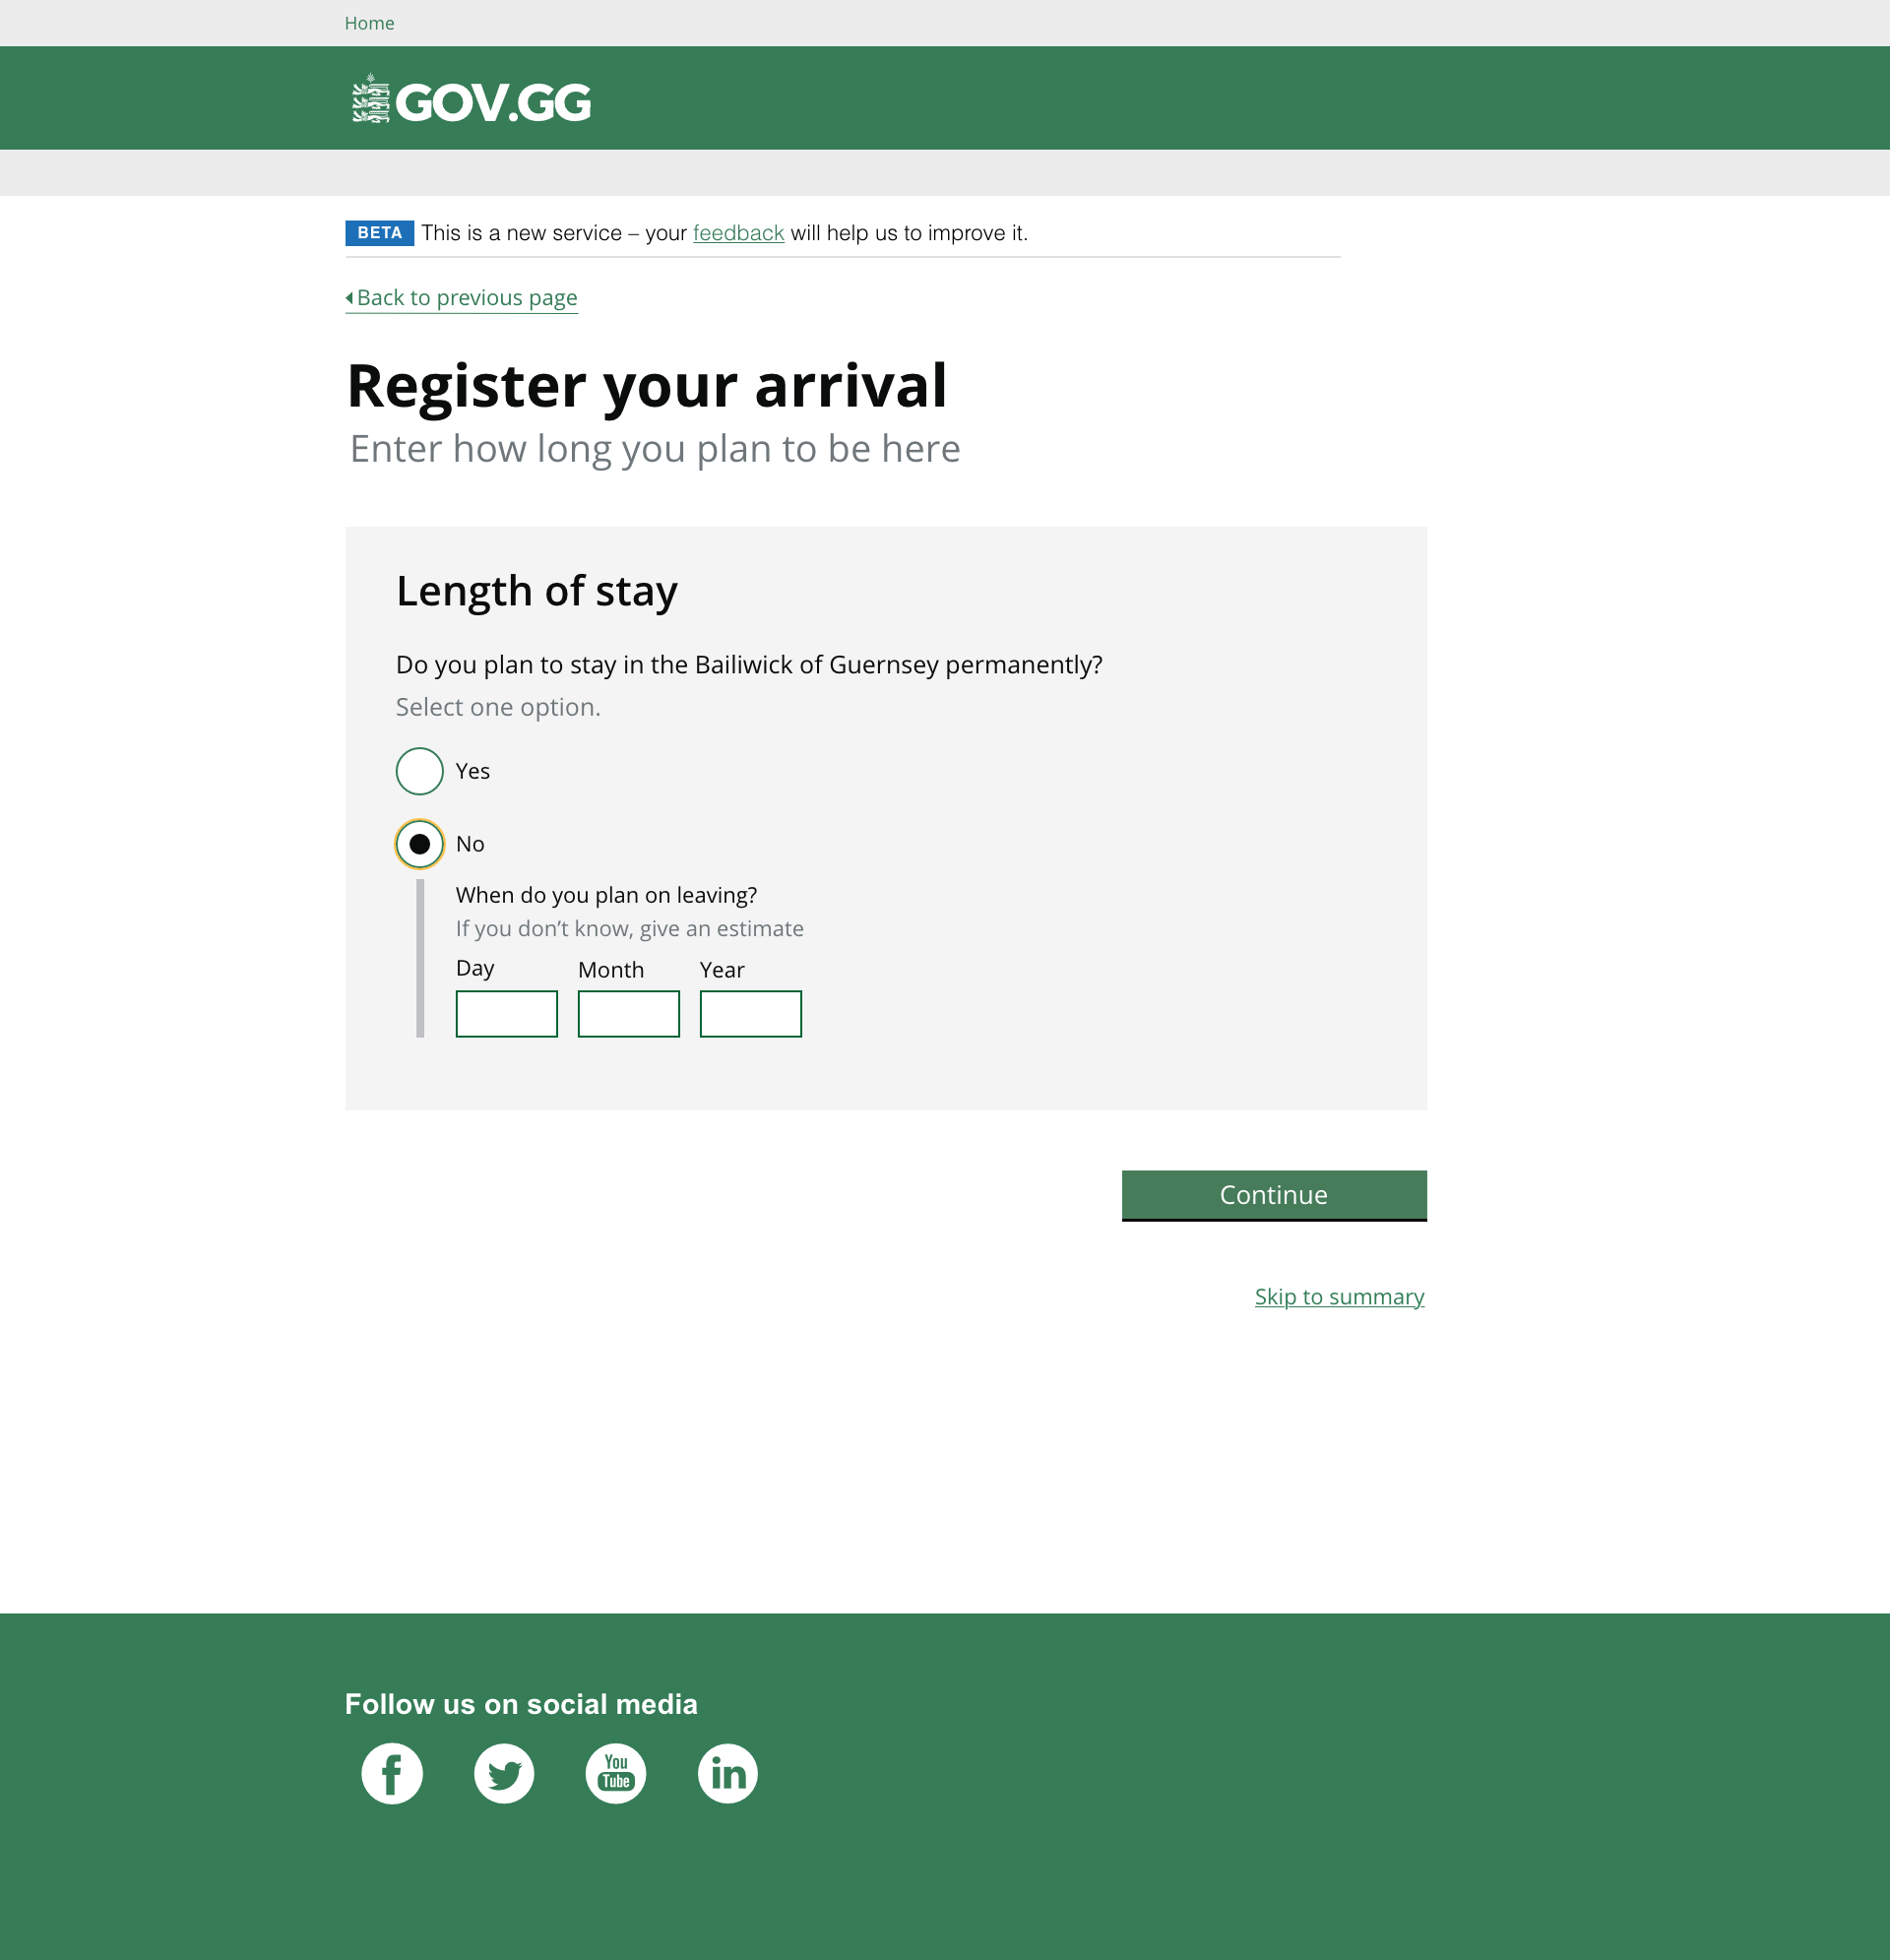 Home
GOV.GG
BETA This is a new service – your feedback will help us to improve it.
Back to previous page
Register your arrival
Enter how long you plan to be here
Length of stay
Do you plan to stay in the Bailiwick of Guernsey permanently?
Select one option.
Yes
No
When do you plan on leaving?
If you don’t know, give an estimate
Day Month Year
Continue
Skip to summary
Follow us on social media
f You Tube in